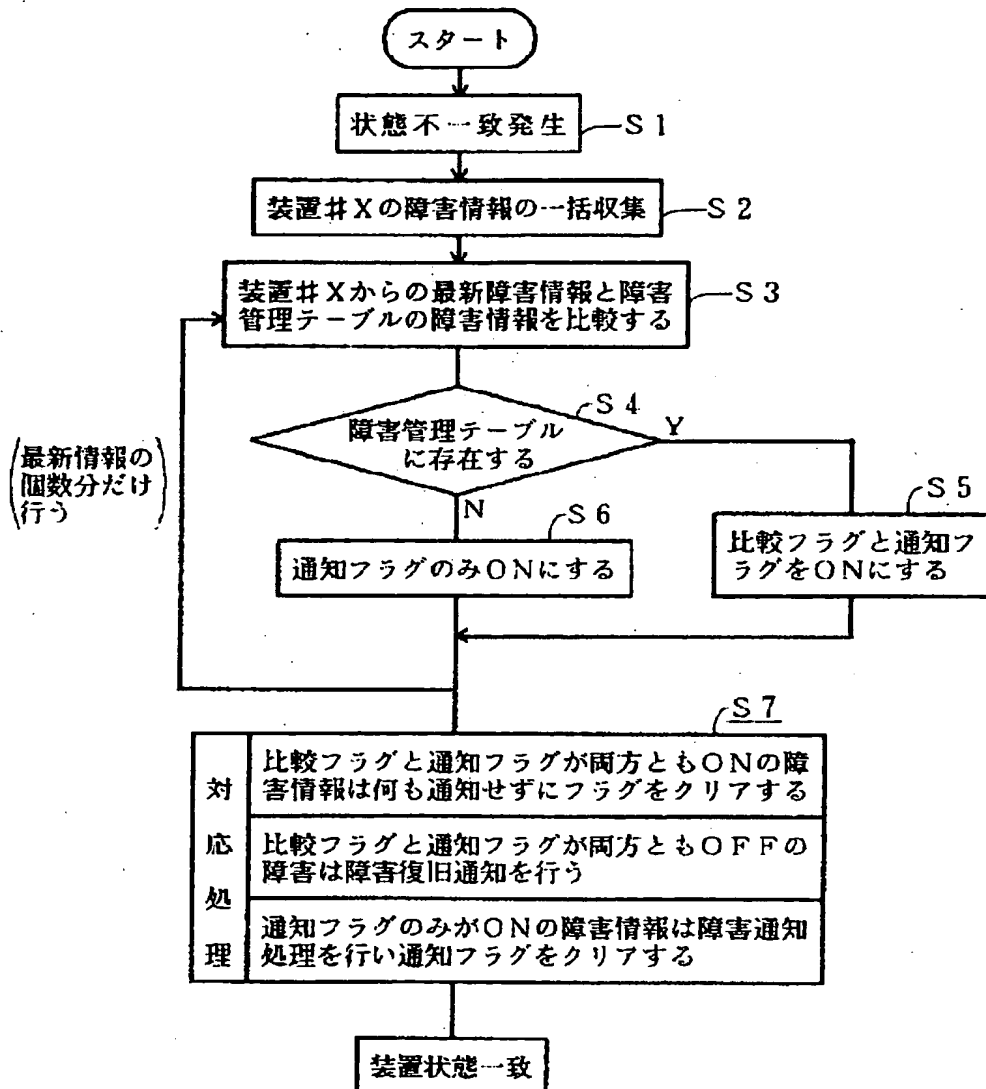 スタート
状態不一致発生
S1
装置＃Xの障害情報の一括収集
S2
装置＃Xからの最新障害情報と障害
管理テーブルの障害情報を比較する
S3
S4
障害管理テーブル
に存在する
Y
N
(最新情報の
個数分だけ
行う)
S5
比較フラグと通知フ
ラグをONにする
S6
通知フラグのみONにする
S7
対応処理
比較フラグと通知フラグが両方ともONの障
害情報は何も通知せずにフラグをクリアする
比較フラグと通知フラグが両方ともOFFの
障害は障害復旧通知を行う
通知フラグのみがONの障害情報は障害通知
処理を行い通知フラグをクリアする
装置状態一致